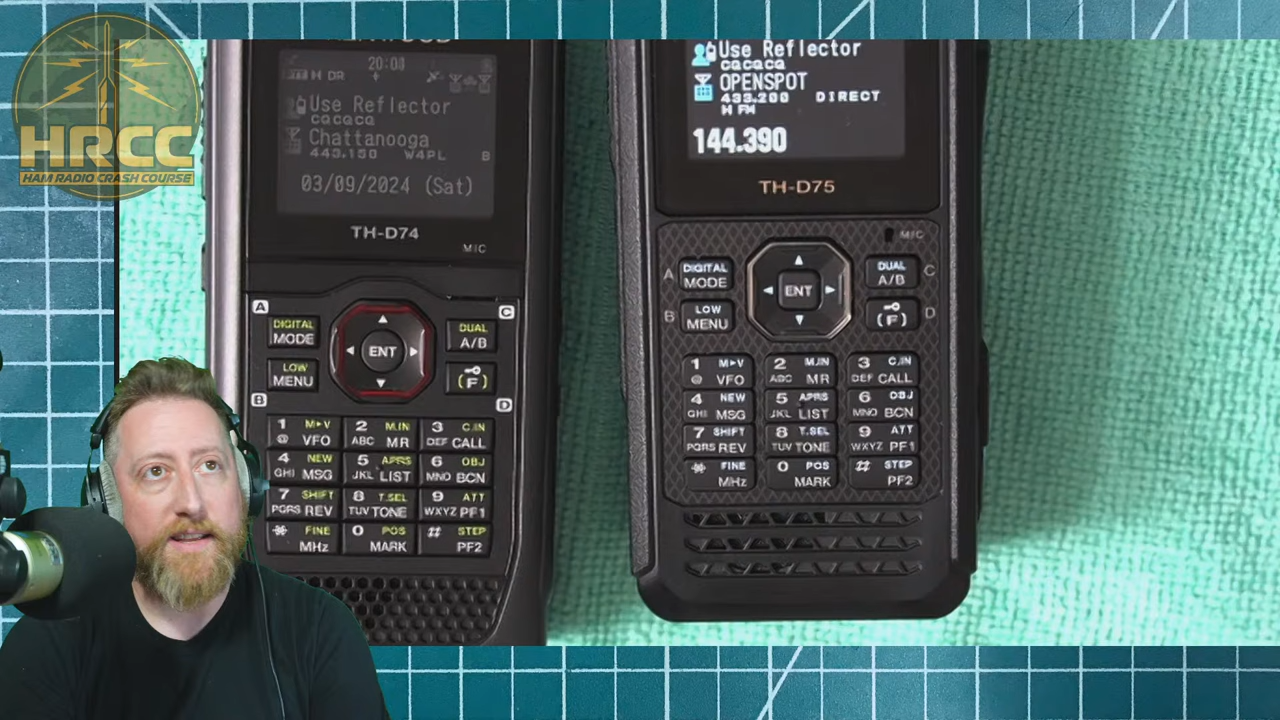 HRCC
HAM RADIO CRASH COURSE
KENWOOD
20:01
H DR
Use Reflector
CQCQCQ
Chattanooga
443.150 W4PL B
03/09/2024 (Sat)
TH-D74
MIC
A
C
DIGITAL
MODE
DUAL
A/B
ENT
LOW
MENU
(F)
B
D
1 M►V
@ VFO
2 M.IN
ABC MR
3 C.IN
DEF CALL
4 NEW
GHI MSG
5 APRS
JKL LIST
6 OBJ
MNO BCN
7 SHIFT
PQRS REV
8 T.SEL
TUV TONE
9 ATT
WXYZ PF1
* FINE
MHz
0 POS
MARK
# STEP
PF2
Use Reflector
CQCQCQ
OPENSPOT
433.200 DIRECT
H FM
144.390
TH-D75
MIC
A
DIGITAL
MODE
DUAL
A/B
C
ENT
B
LOW
MENU
(F)
D
1 M►V
@ VFO
2 M.IN
ABC MR
3 C.IN
DEF CALL
4 NEW
GHI MSG
5 APRS
JKL LIST
6 OBJ
MNO BCN
7 SHIFT
PQRS REV
8 T.SEL
TUV TONE
9 ATT
WXYZ PF1
* FINE
MHz
0 POS
MARK
# STEP
PF2